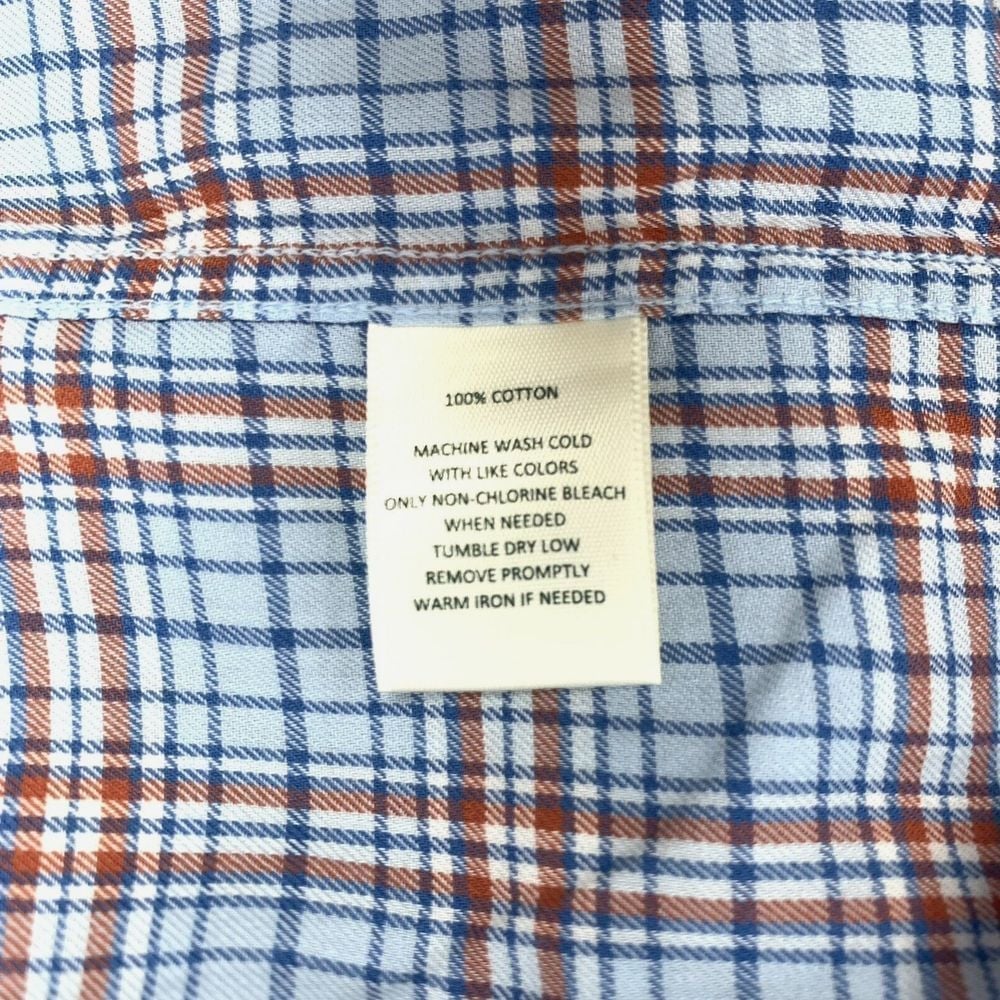 100% COTTON
MACHINE WASH COLD
WITH LIKE COLORS
ONLY NON-CHLORINE BLEACH
WHEN NEEDED
TUMBLE DRY LOW
REMOVE PROMPTLY
WARM IRON IF NEEDED